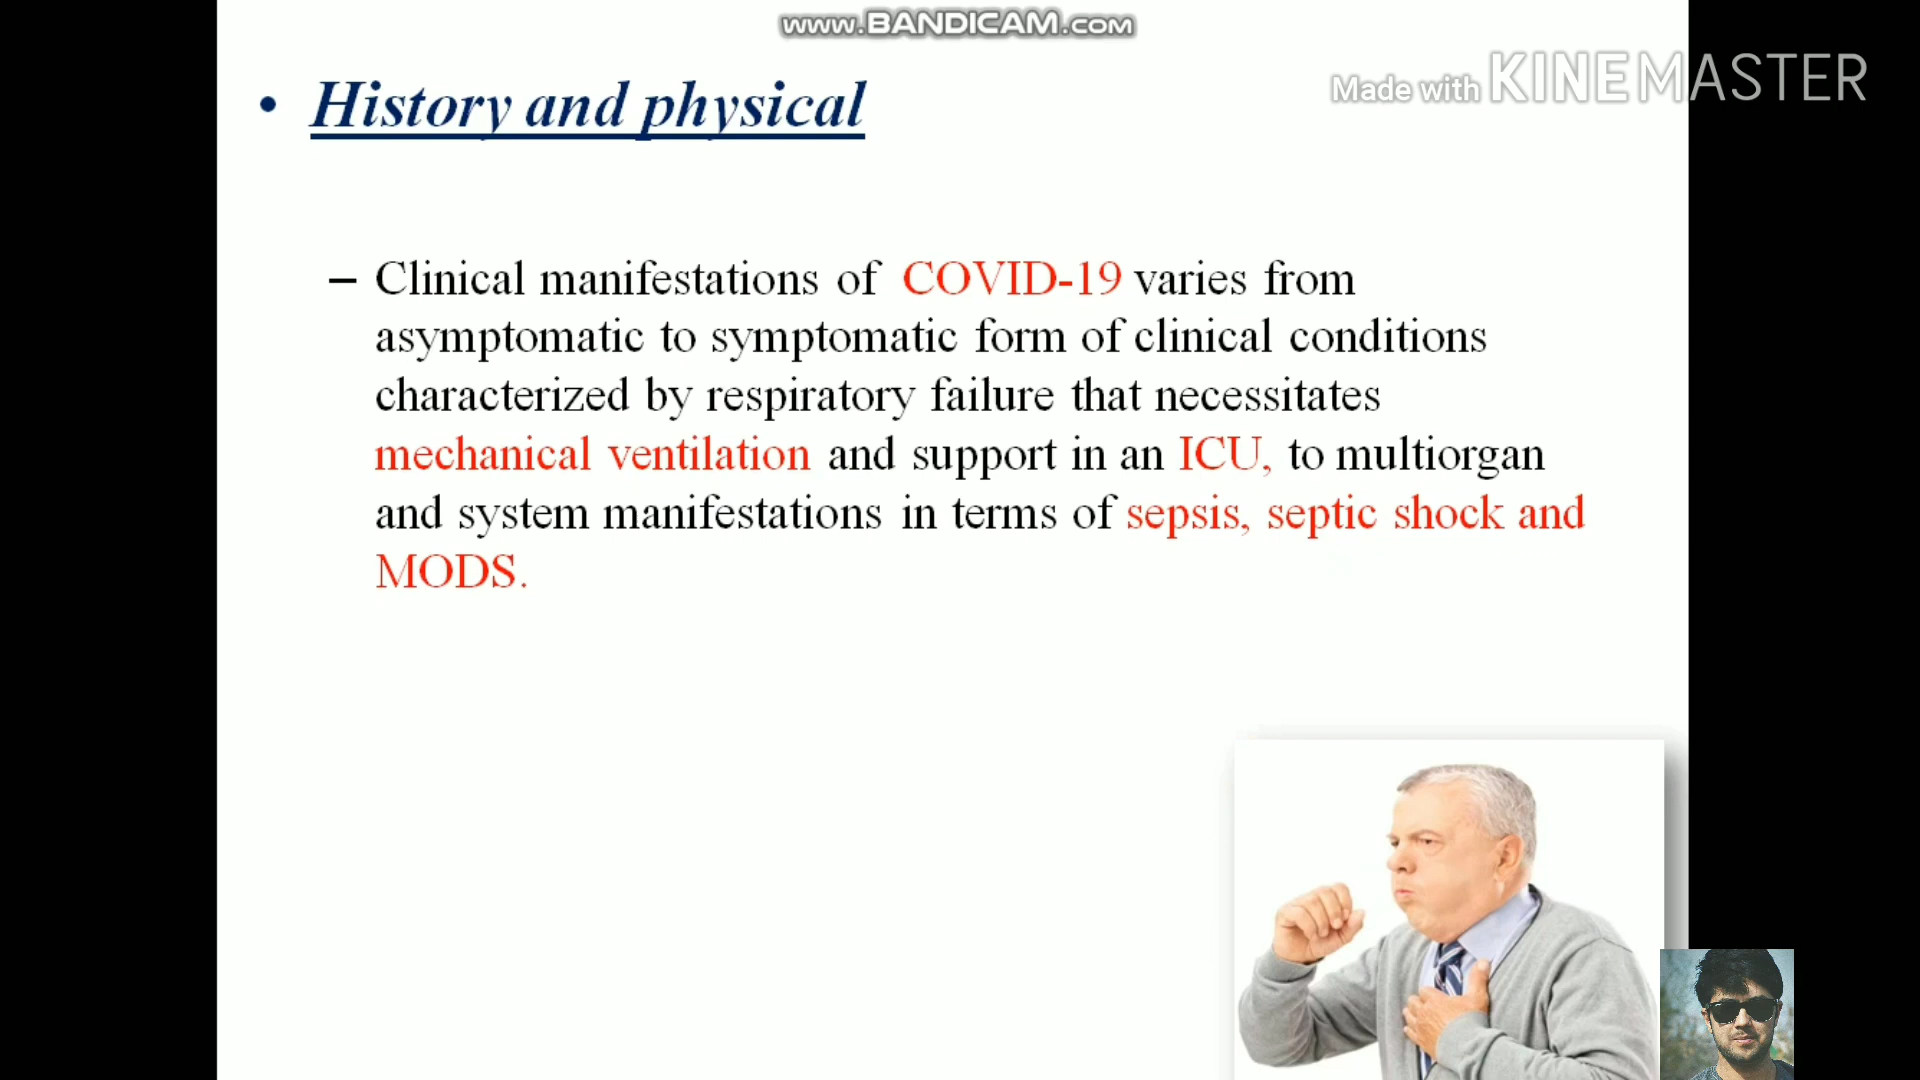 www.BANDICAM.com
Made with KINEMASTER
• History and physical
– Clinical manifestations of COVID-19 varies from
asymptomatic to symptomatic form of clinical conditions
characterized by respiratory failure that necessitates
mechanical ventilation and support in an ICU, to multiorgan
and system manifestations in terms of sepsis, septic shock and
MODS.